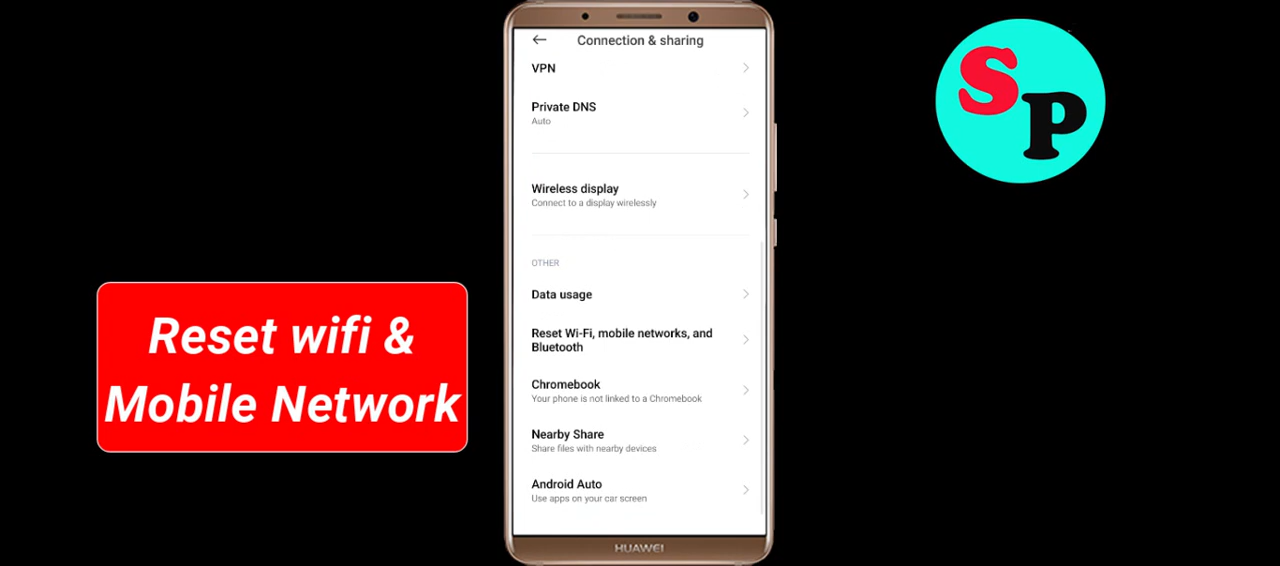 Connection & sharing
VPN
Private DNS
Auto
Wireless display
Connect to a display wirelessly
OTHER
Data usage
Reset Wi-Fi, mobile networks, and
Bluetooth
Chromebook
Your phone is not linked to a Chromebook
Nearby Share
Share files with nearby devices
Android Auto
Use apps on your car screen
HUAWEI
Reset wifi &
Mobile Network
SP